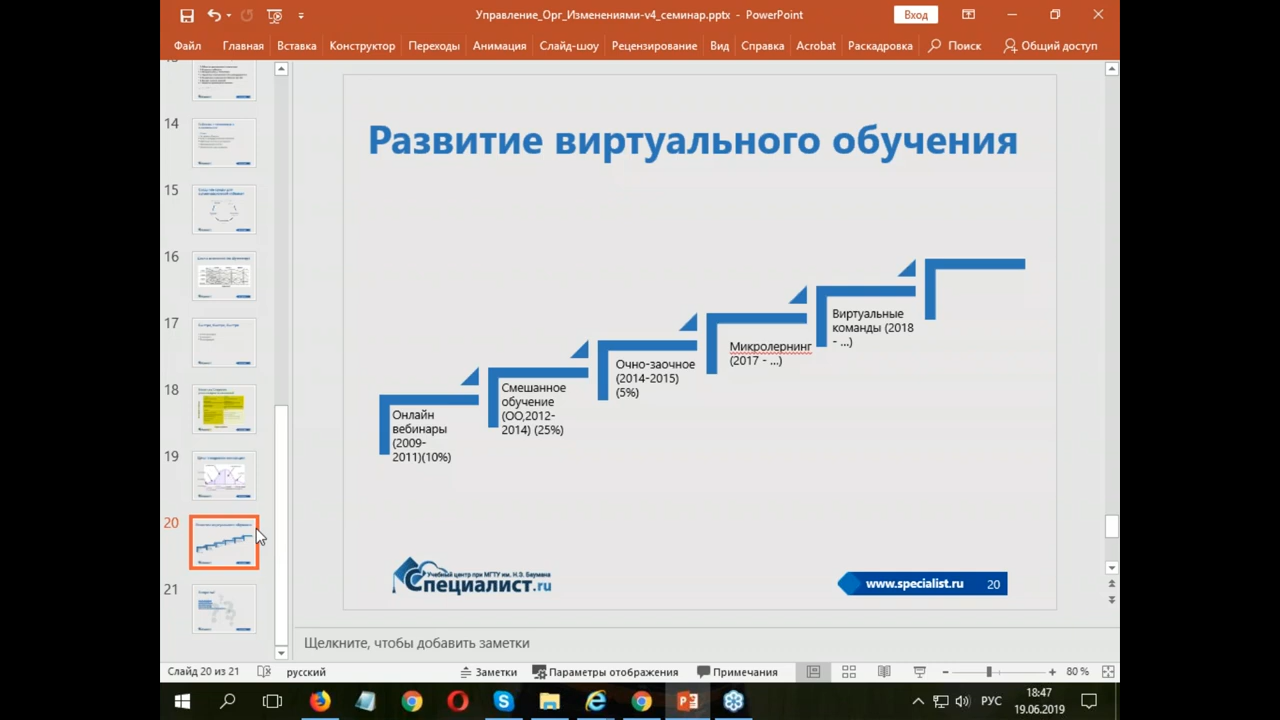 Управление_Орг_Изменениями-v4_семинар.pptx - PowerPoint
Вход
Файл Главная Вставка Конструктор Переходы Анимация Слайд-шоу Рецензирование Вид Справка Acrobat Раскадровка Поиск Общий доступ
14
15
16
17
18
19
20
21
Развитие виртуального обучения
Онлайн
вебинары
(2009-
2011)(10%)
Смешанное
обучение
(ОО,2012-
2014) (25%)
Очно-заочное
(2014-2015)
(5%)
Микролернинг
(2017 - ...)
Виртуальные
команды (2018
- ...)
Учебный центр при МГТУ им. Н.Э. Баумана
Специалист.ru
www.specialist.ru 20
Щелкните, чтобы добавить заметки
Слайд 20 из 21 русский Заметки Параметры отображения Примечания 80 %
РУС
18:47
19.06.2019